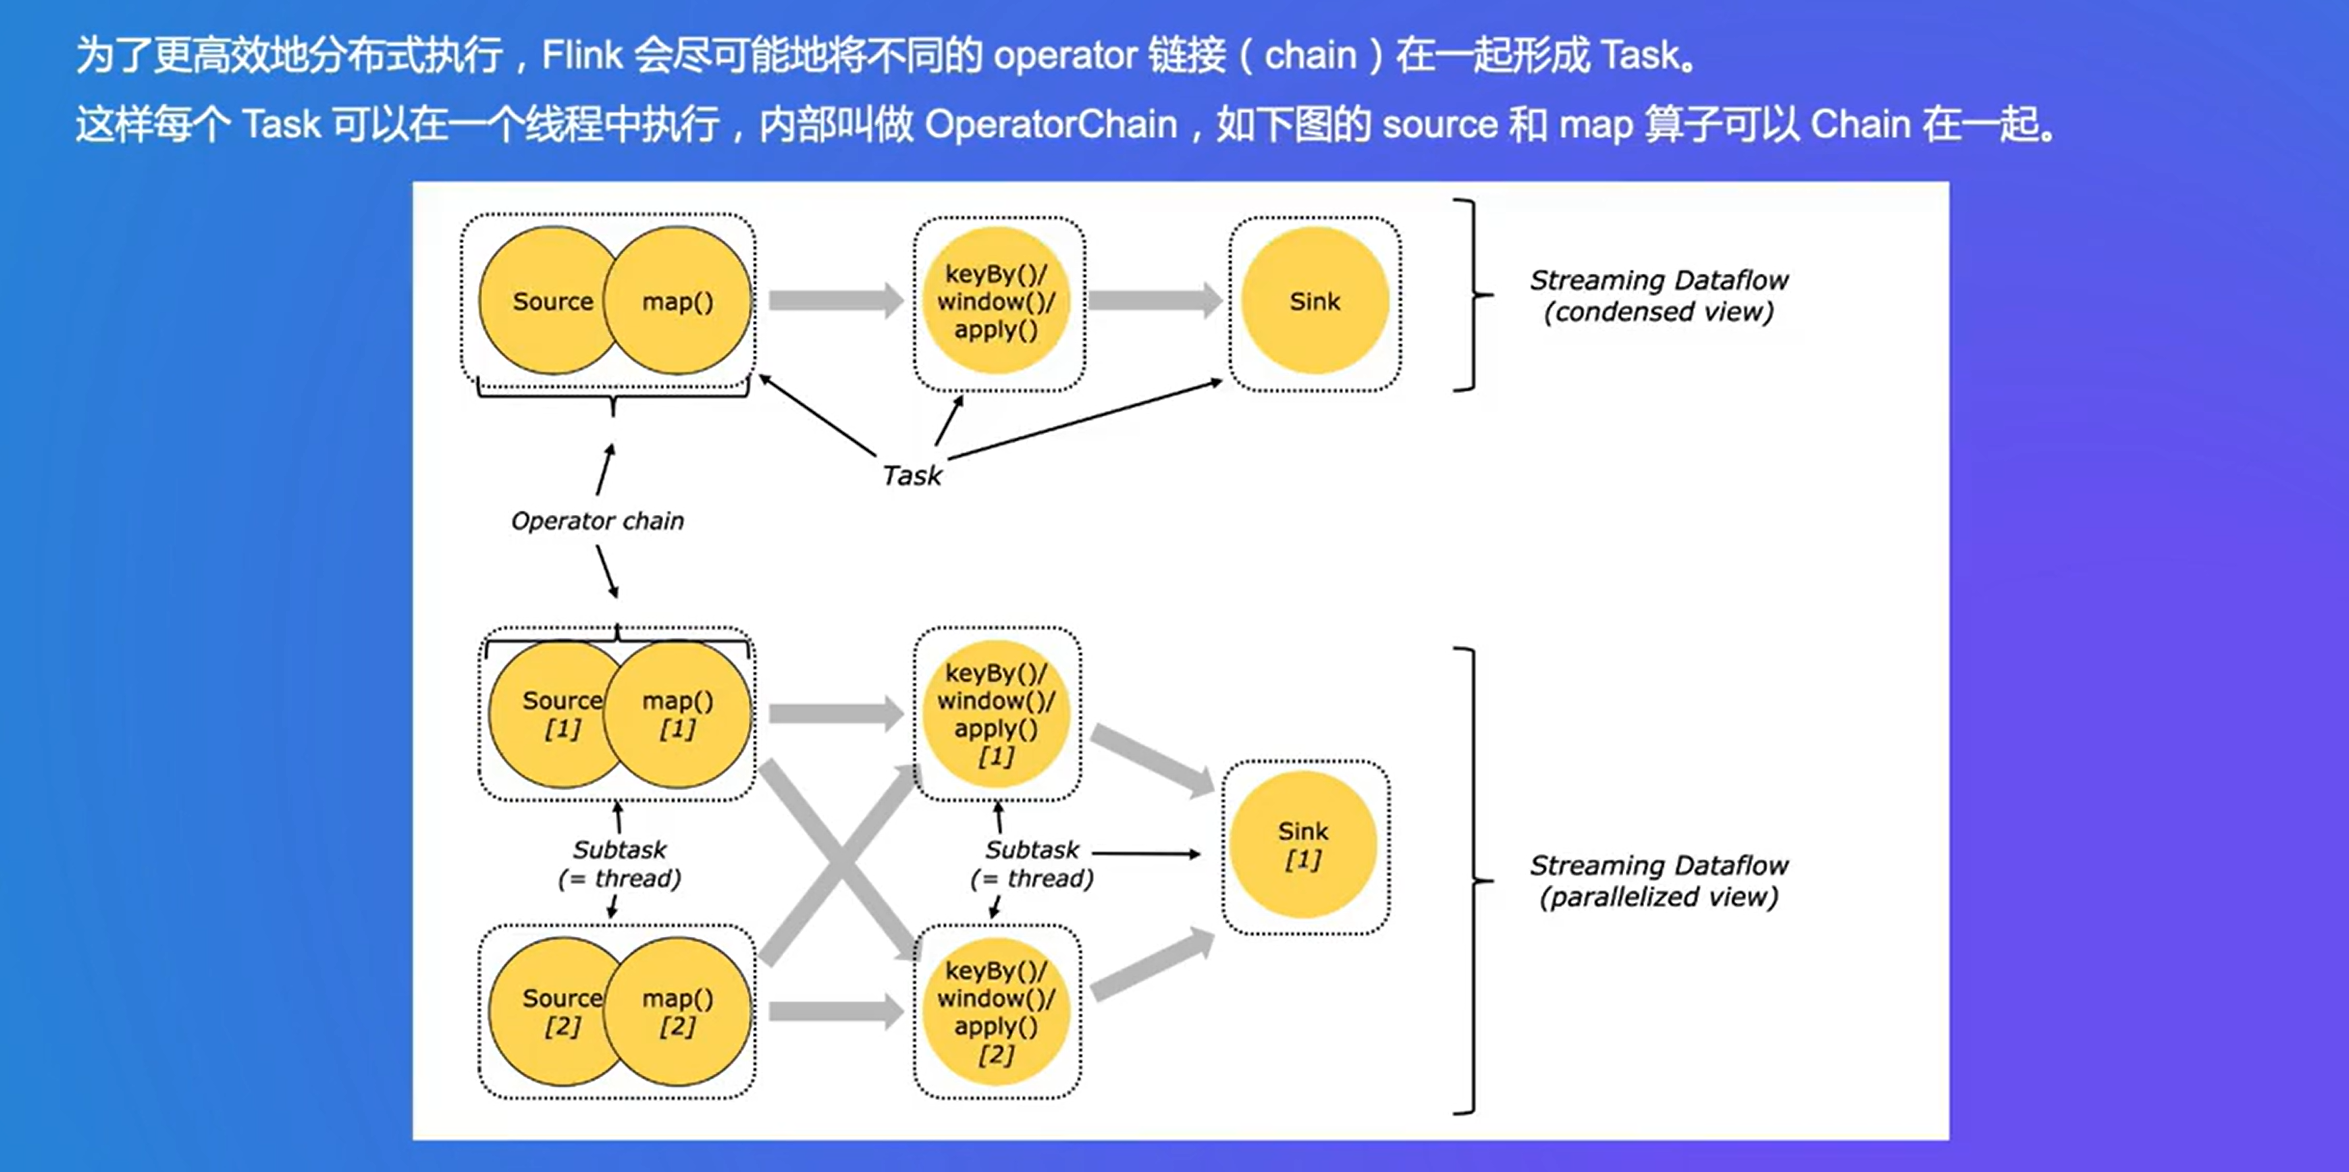 为了更高效地分布式执行，Flink 会尽可能地将不同的 operator 链接（chain）在一起形成 Task。
这样每个 Task 可以在一个线程中执行，内部叫做 OperatorChain，如下图的 source 和 map 算子可以 Chain 在一起。
Source
map()
keyBy()/
window()/
apply()
Sink
Streaming Dataflow
(condensed view)
Task
Operator chain
Source
[1]
map()
[1]
keyBy()/
window()/
apply()
[1]
Subtask
(= thread)
Subtask
(= thread)
Sink
[1]
Streaming Dataflow
(parallelized view)
Source
[2]
map()
[2]
keyBy()/
window()/
apply()
[2]